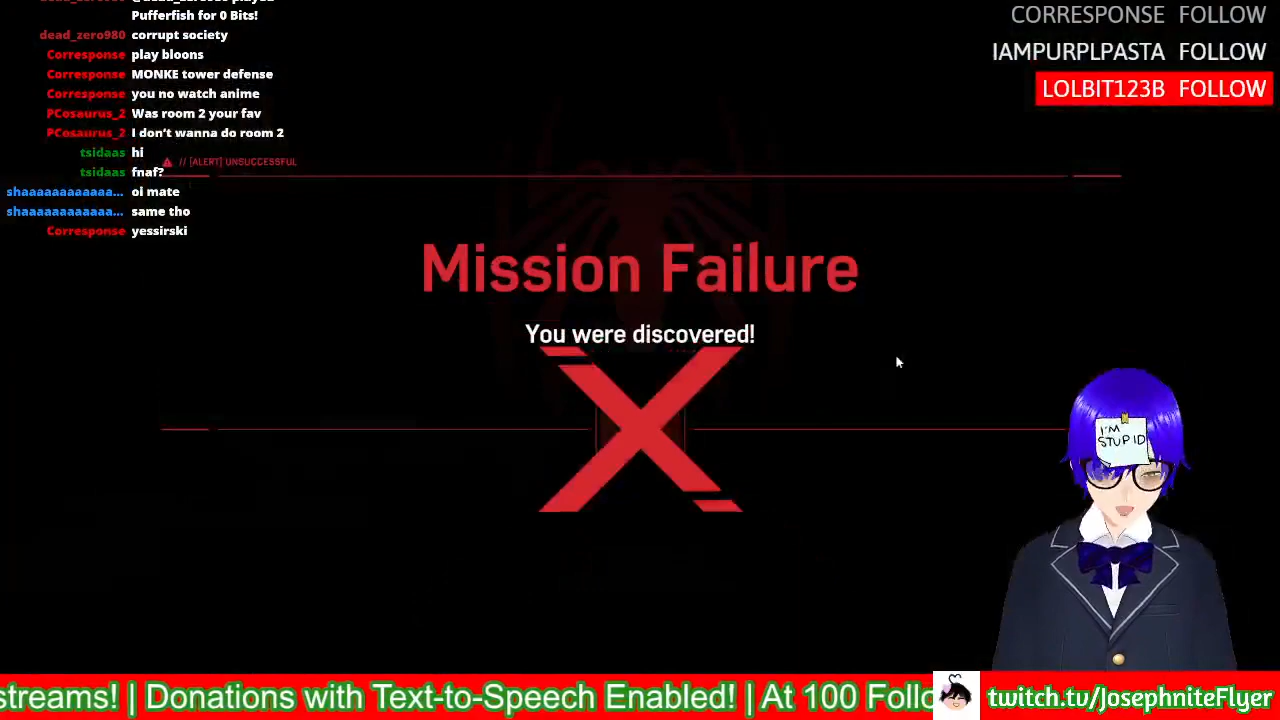 Pufferfish for 0 Bits!
dead_zero980 corrupt society
Corresponse play bloons
Corresponse MONKE tower defense
Corresponse you no watch anime
PCosaurus_2 Was room 2 your fav
PCosaurus_2 I don't wanna do room 2
tsidaas hi
tsidaas fnaf?
shaaaaaaaaaaaa... oi mate
shaaaaaaaaaaaa... same tho
Corresponse yessirski
CORRESPONSE FOLLOW
IAMPURPLPASTA FOLLOW
LOLBIT123B FOLLOW
// [ALERT] UNSUCCESSFUL
Mission Failure
You were discovered!
I'M
STUPID
streams! | Donations with Text-to-Speech Enabled! | At 100 Follo
twitch.tv/JosephniteFlyer